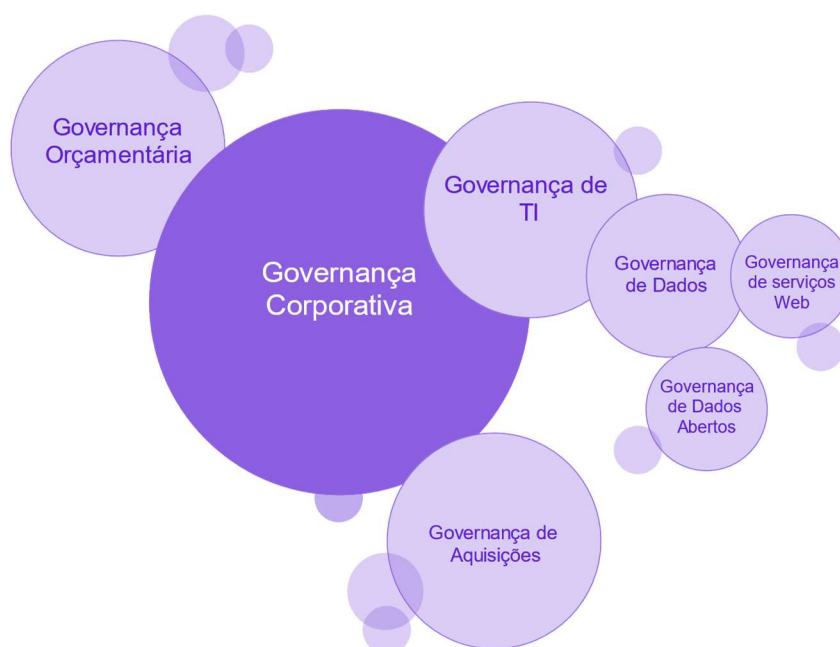 Governança
Orçamentária
Governança de
TI
Governança
Corporativa
Governança
de Dados
Governança
de serviços
Web
Governança
de Dados
Abertos
Governança de
Aquisições